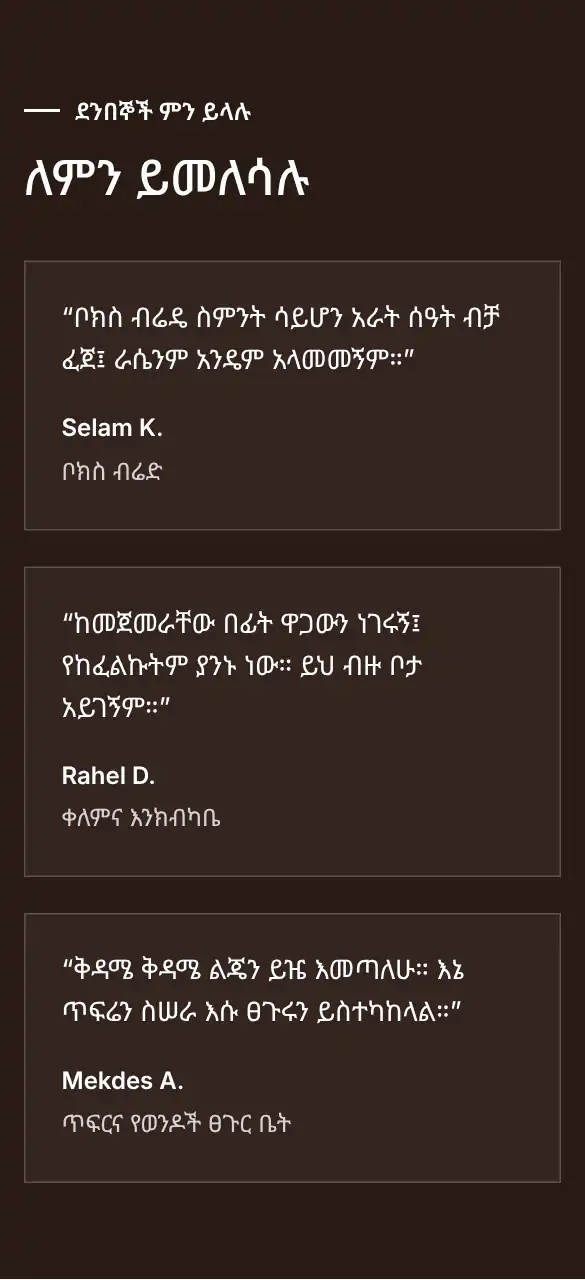 ደንበኞች ምን ይላሉ
ለምን ይመለሳሉ
“ቦክስ ብሬዴ ስምንት ሳይሆን አራት ሰዓት ብቻ
ፈጀ፤ ራሴንም አንዴም አላመመኝም።”
Selam K.
ቦክስ ብሬድ
“ከመጀመራቸው በፊት ዋጋውን ነገሩኝ፤
የከፈልኩትም ያንኑ ነው። ይህ ብዙ ቦታ
አይገኝም።”
Rahel D.
ቀለምና እንክብካቤ
“ቅዳሜ ቅዳሜ ልጄን ይዤ እመጣለሁ። እኔ
ጥፍሬን ስሠራ እሱ ፀጉሩን ይስተካከላል።”
Mekdes A.
ጥፍርና የወንዶች ፀጉር ቤት